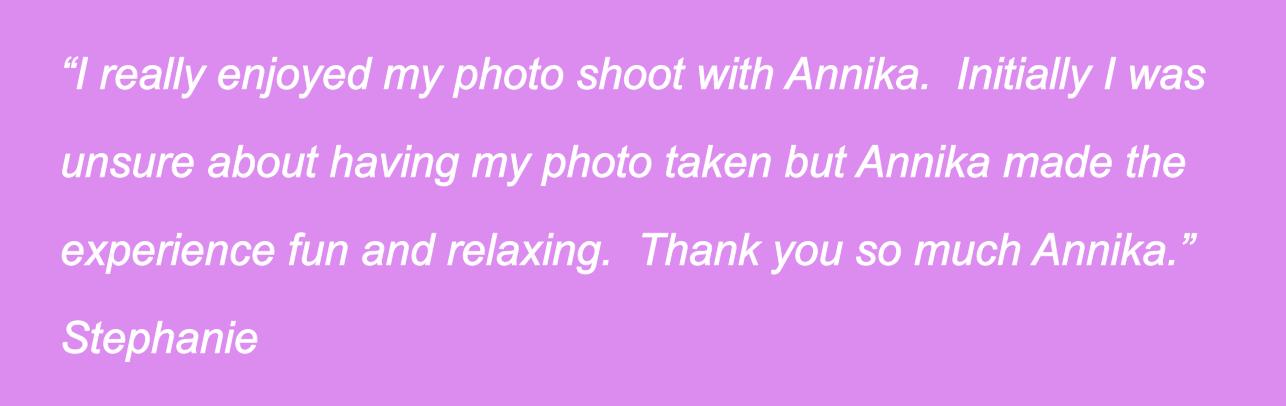 “I really enjoyed my photo shoot with Annika.  Initially I was
unsure about having my photo taken but Annika made the
experience fun and relaxing.  Thank you so much Annika.”
Stephanie